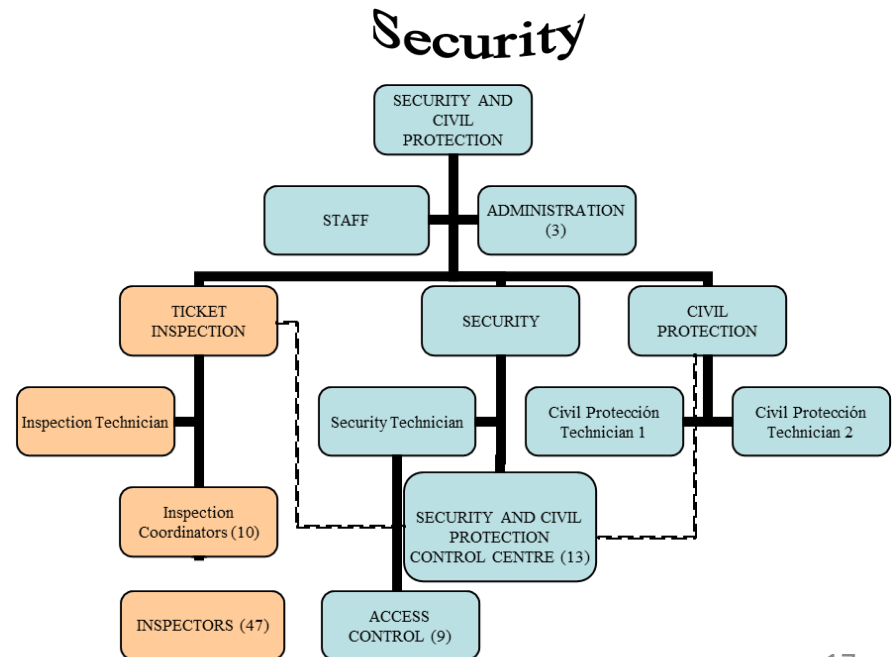 Security
SECURITY AND
CIVIL
PROTECTION
STAFF
ADMINISTRATION
(3)
TICKET
INSPECTION
SECURITY
CIVIL
PROTECTION
Inspection Technician
Security Technician
Civil Protección
Technician 1
Civil Protección
Technician 2
Inspection
Coordinators (10)
SECURITY AND CIVIL
PROTECTION
CONTROL CENTRE (13)
INSPECTORS (47)
ACCESS
CONTROL (9)